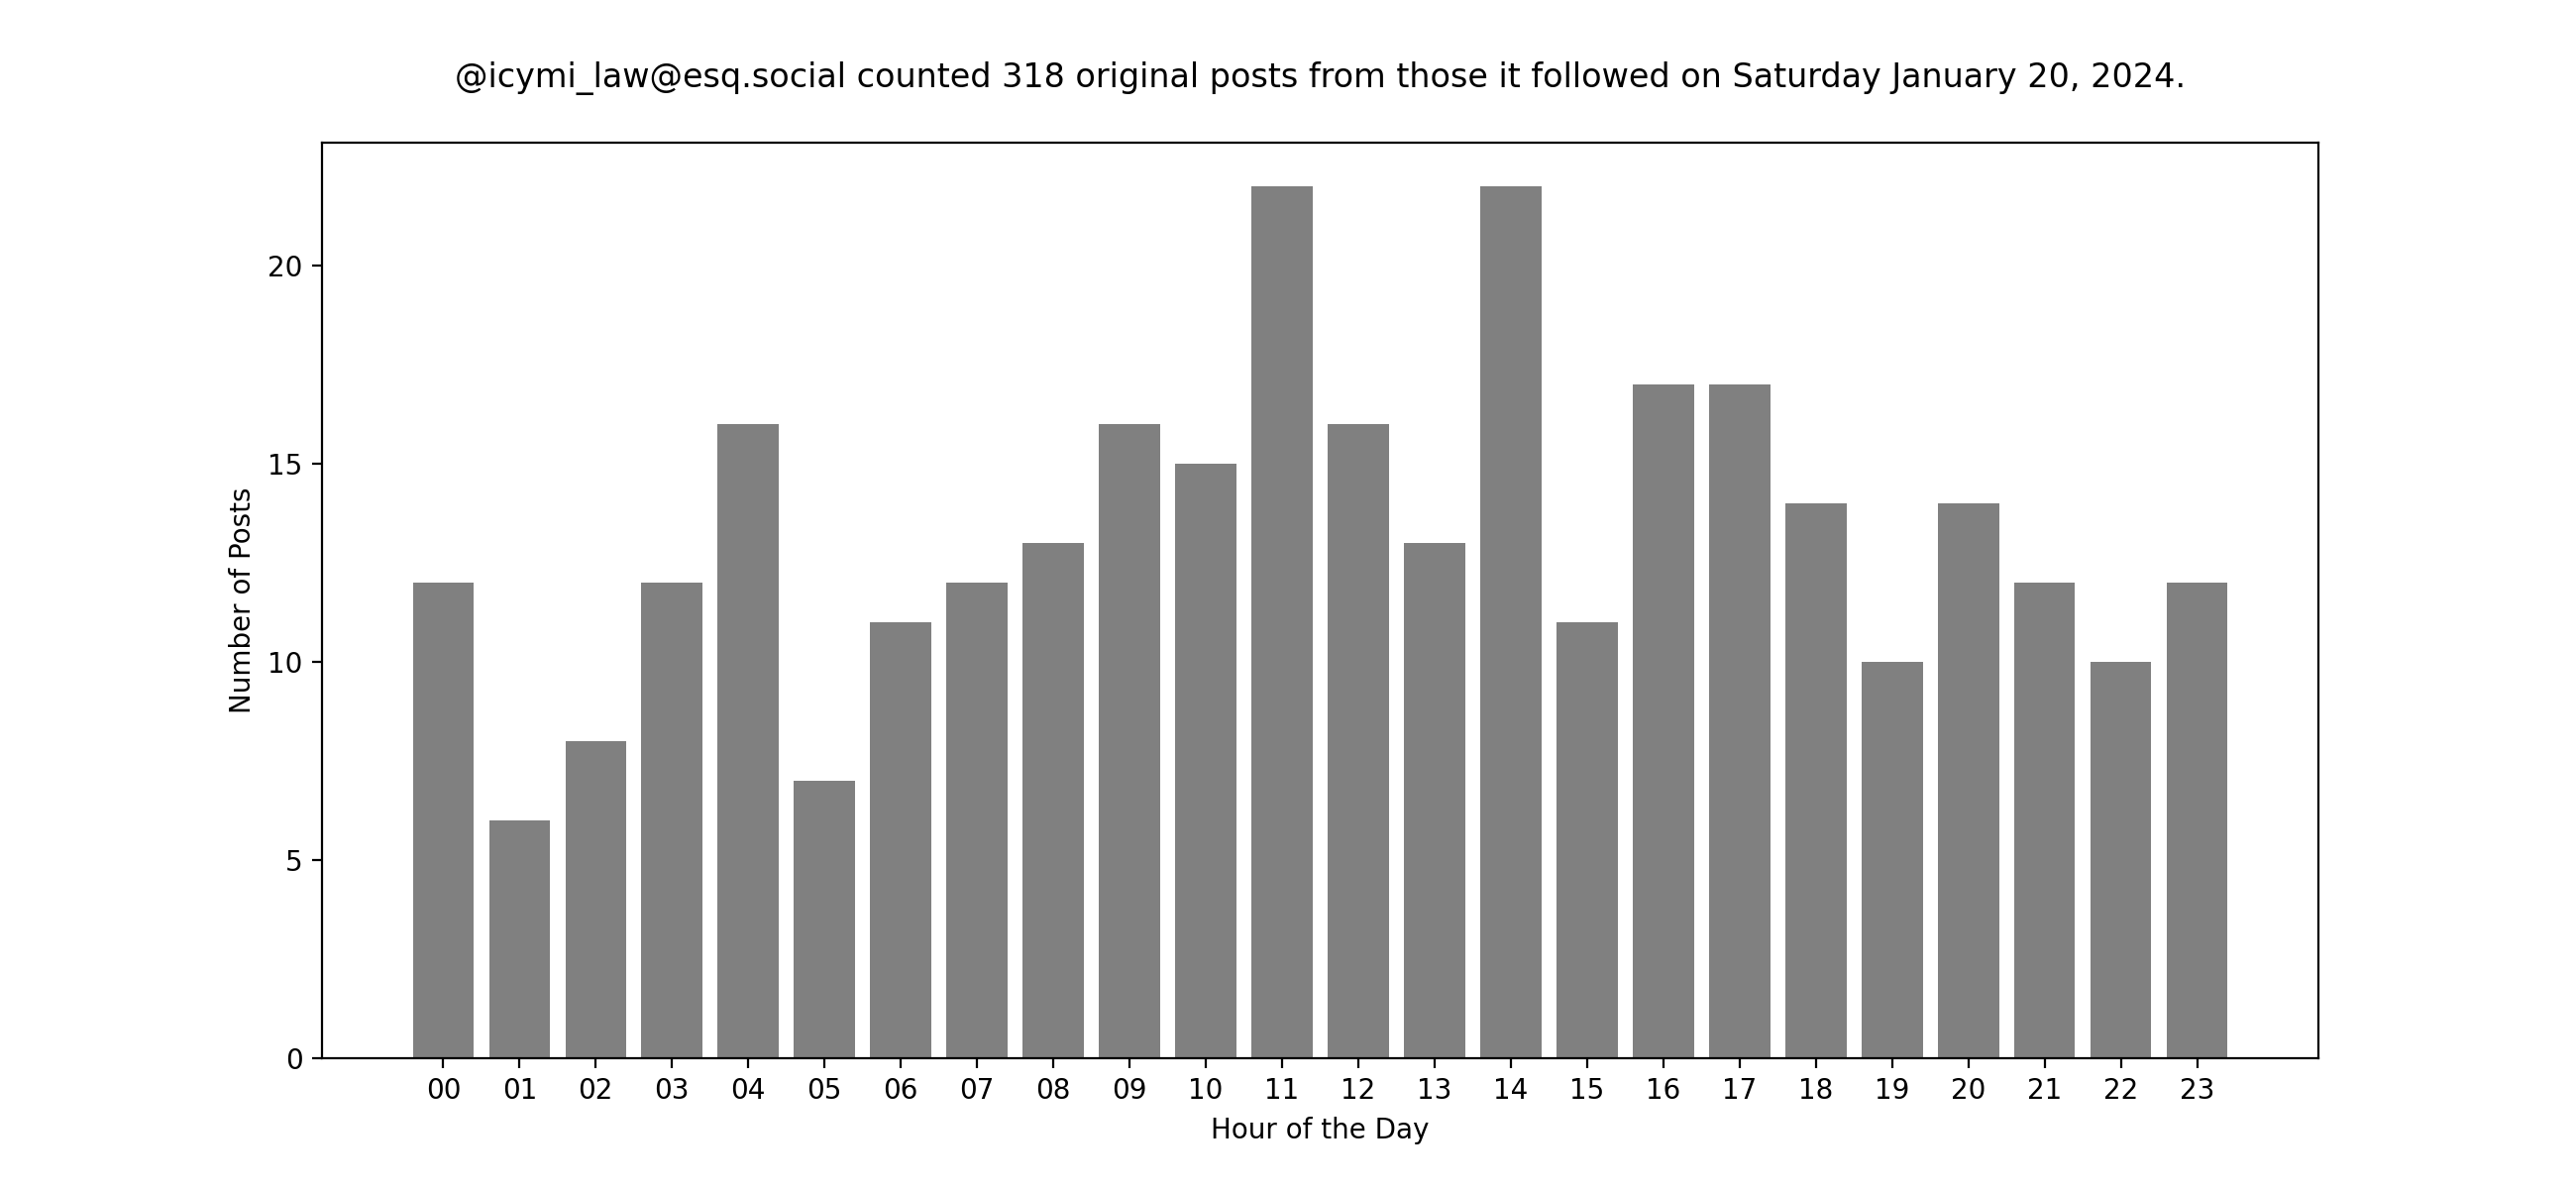 @icymi_law@esq.social counted 318 original posts from those it followed on Saturday January 20, 2024.
Number of Posts
20
15
10
5
0
00 01 02 03 04 05 06 07 08 09 10 11 12 13 14 15 16 17 18 19 20 21 22 23
Hour of the Day